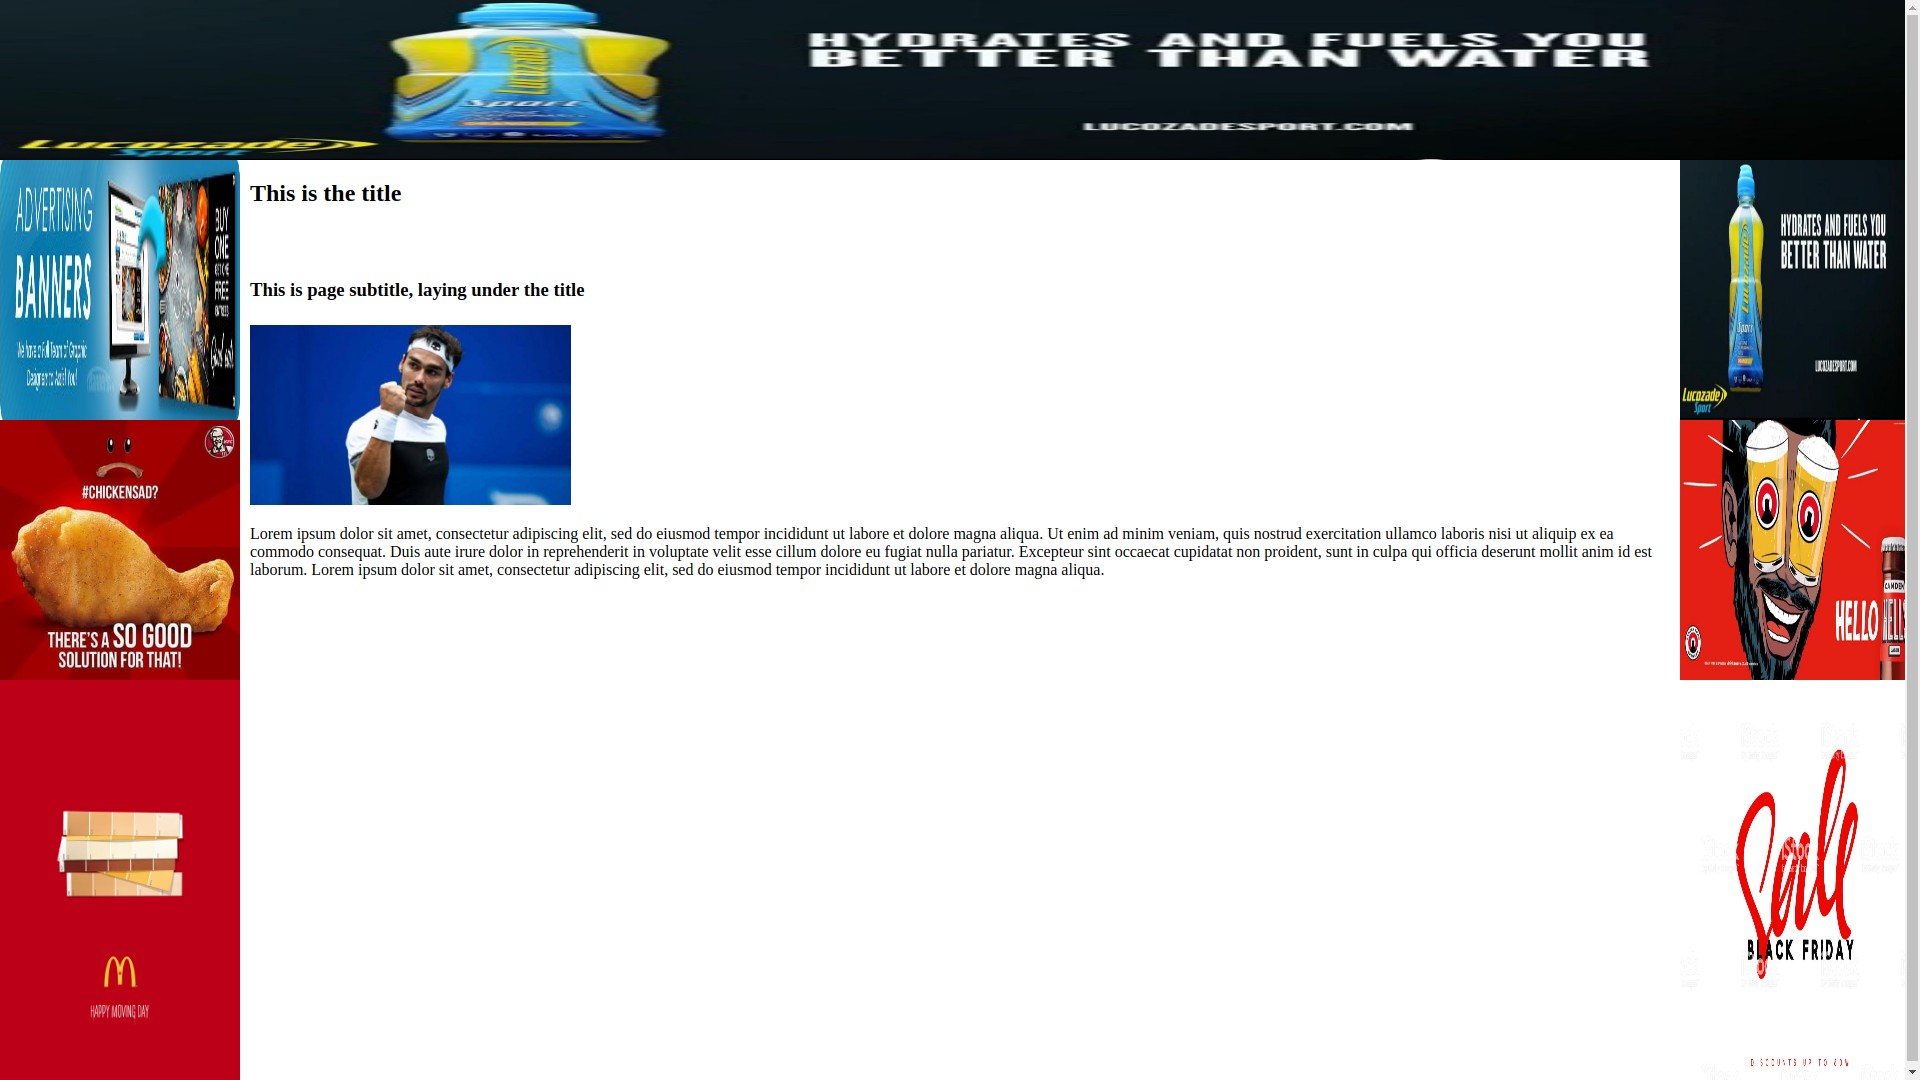 HYDRATES AND FUELS YOU
BETTER THAN WATER
Lucozade
Sport
LUCOZADESPORT.COM
Lucozade
Sport
ADVERTISING
BANNERS
We have a Full Team of Graphic
Designers to Assist You!
BUY
ONE
FREE
#CHICKENSAD?
THERE'S A SO GOOD
SOLUTION FOR THAT!
HAPPY MOVING DAY
This is the title
This is page subtitle, laying under the title
Lorem ipsum dolor sit amet, consectetur adipiscing elit, sed do eiusmod tempor incididunt ut labore et dolore magna aliqua. Ut enim ad minim veniam, quis nostrud exercitation ullamco laboris nisi ut aliquip ex ea
commodo consequat. Duis aute irure dolor in reprehenderit in voluptate velit esse cillum dolore eu fugiat nulla pariatur. Excepteur sint occaecat cupidatat non proident, sunt in culpa qui officia deserunt mollit anim id est
laborum. Lorem ipsum dolor sit amet, consectetur adipiscing elit, sed do eiusmod tempor incididunt ut labore et dolore magna aliqua.
HYDRATES AND FUELS YOU
BETTER THAN WATER
Lucozade
Sport
LUCOZADESPORT.COM
Lucozade
Sport
HELLO
CAMDEN
HELLS
LAGER
Sale
BLACK FRIDAY
iStock
DISCOUNTS UP TO 80%